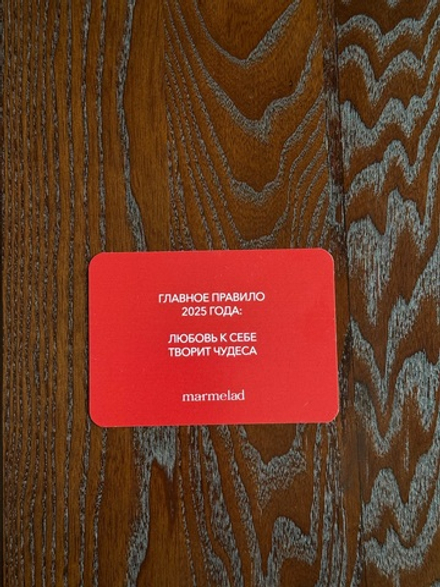 ГЛАВНОЕ ПРАВИЛО
2025 ГОДА:
ЛЮБОВЬ К СЕБЕ
ТВОРИТ ЧУДЕСА
marmelad